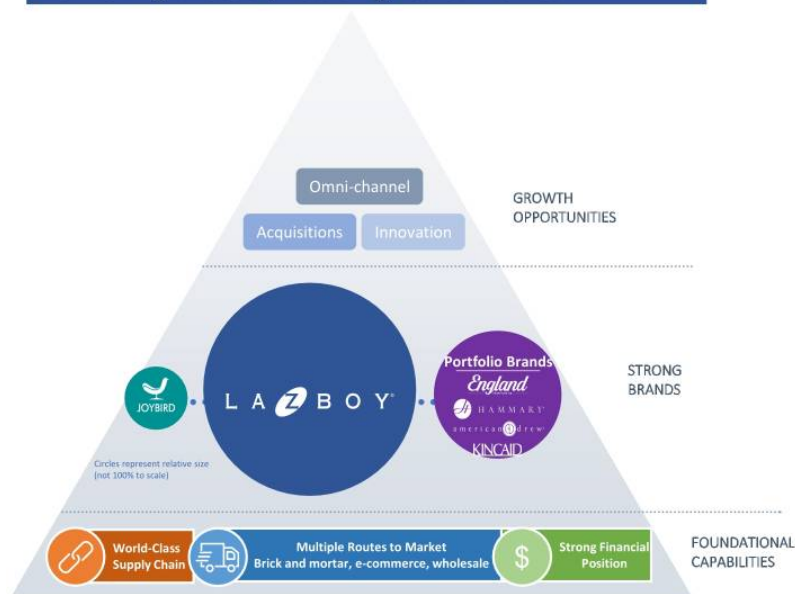 Omni-channel
Acquisitions
Innovation
GROWTH
OPPORTUNITIES
JOYBIRD
LAZBOY®
Portfolio Brands
England
HAMMARY
american drew
KINCAID
STRONG
BRANDS
Circles represent relative size
(not 100% to scale)
World-Class
Supply Chain
Multiple Routes to Market
Brick and mortar, e-commerce, wholesale
$
Strong Financial
Position
FOUNDATIONAL
CAPABILITIES